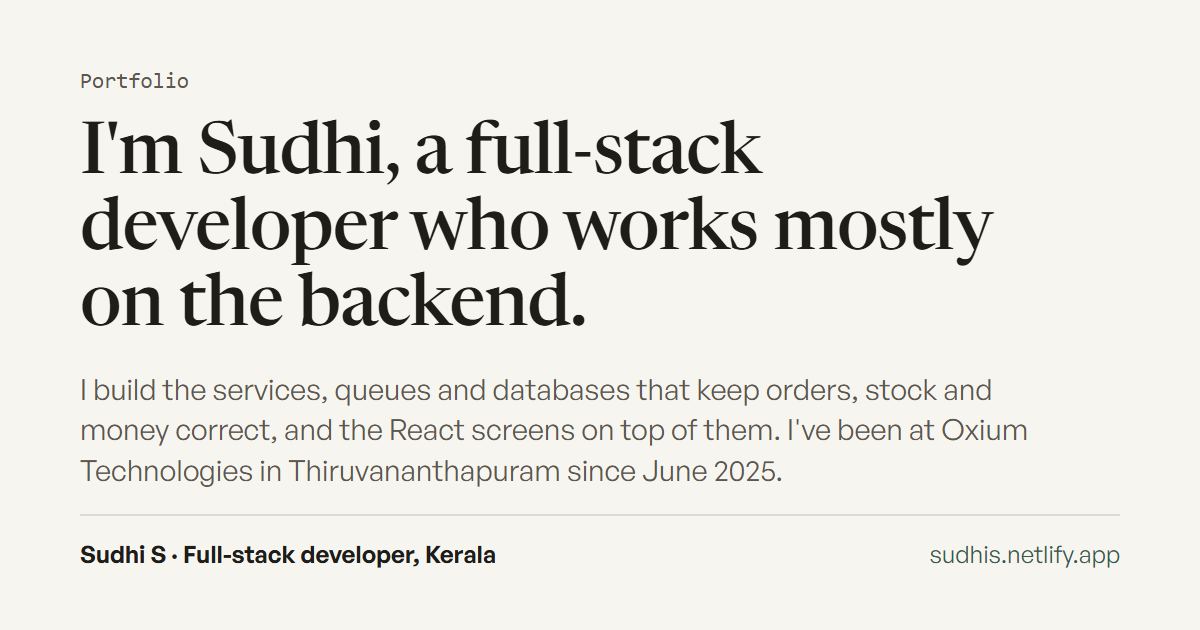 Portfolio
I'm Sudhi, a full-stack
developer who works mostly
on the backend.
I build the services, queues and databases that keep orders, stock and
money correct, and the React screens on top of them. I've been at Oxium
Technologies in Thiruvananthapuram since June 2025.
Sudhi S · Full-stack developer, Kerala
sudhis.netlify.app